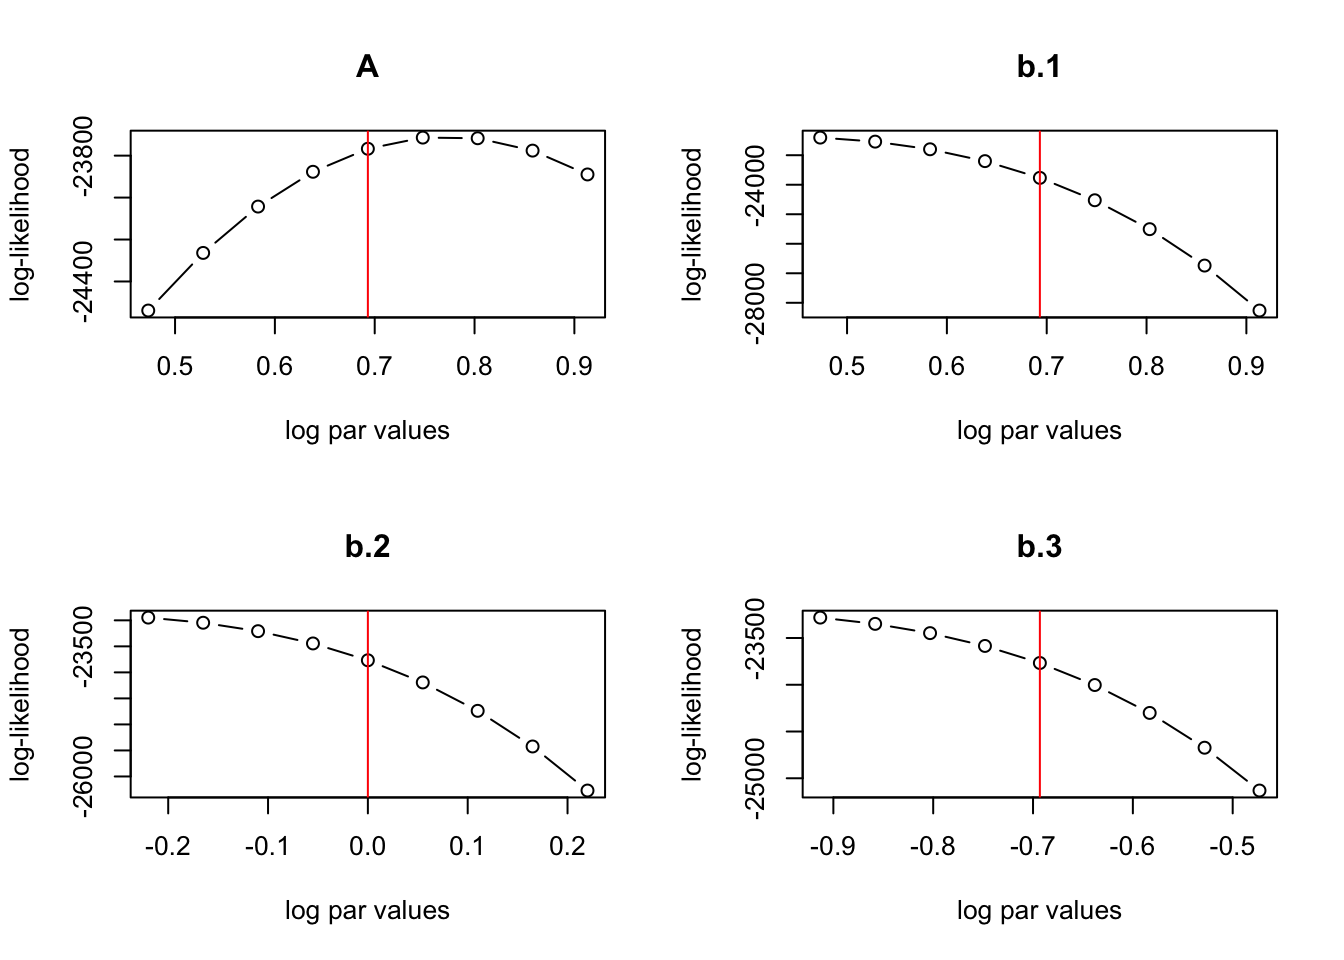 A
log-likelihood
-23800
-24400
0.5 0.6 0.7 0.8 0.9
log par values
b.1
log-likelihood
-24000
-28000
0.5 0.6 0.7 0.8 0.9
log par values
b.2
log-likelihood
-23500
-26000
-0.2 -0.1 0.0 0.1 0.2
log par values
b.3
log-likelihood
-23500
-25000
-0.9 -0.8 -0.7 -0.6 -0.5
log par values